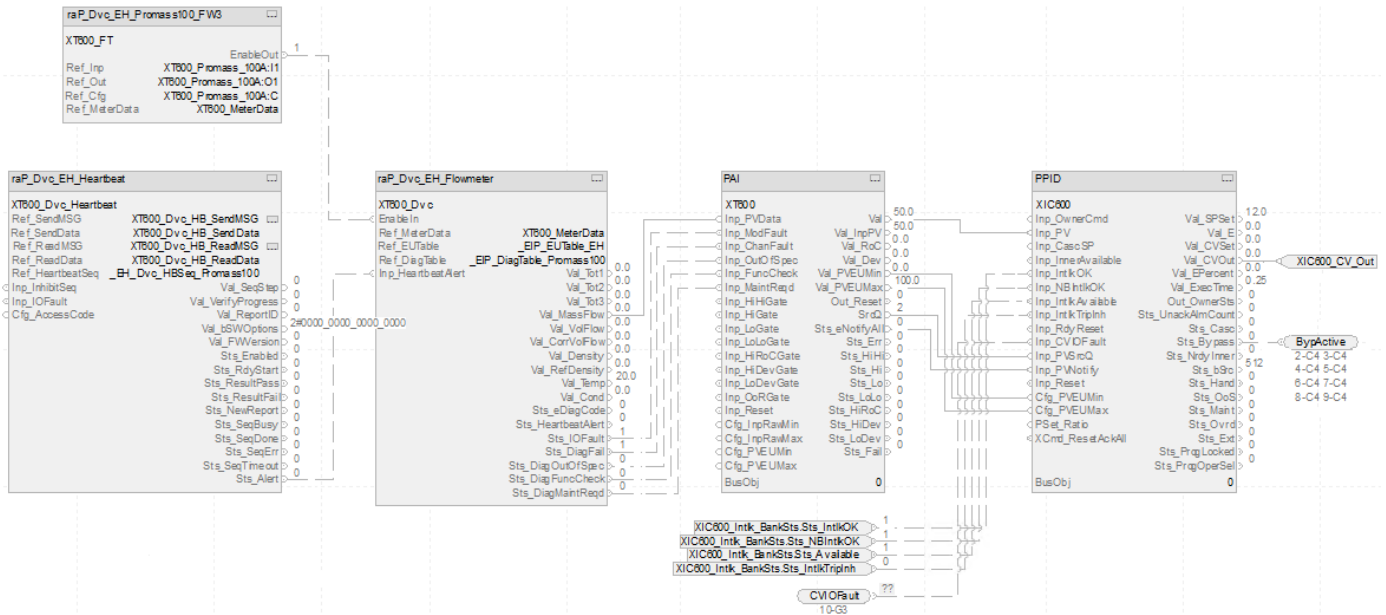 raP_Dvc_EH_Promass100_FW3
XT600_FT
EnableOut 1
Ref_Inp XT600_Promass_100A:I1
Ref_Out XT600_Promass_100A:O1
Ref_Cfg XT600_Promass_100A:C
Ref_MeterData XT600_MeterData
raP_Dvc_EH_Heartbeat
XT600_Dvc_Heartbeat
Ref_SendMSG XT600_Dvc_HB_SendMSG
Ref_SendData XT600_Dvc_HB_SendData
Ref_ReadMSG XT600_Dvc_HB_ReadMSG
Ref_ReadData XT600_Dvc_HB_ReadData
Ref_HeartbeatSeq _EH_Dvc_HBSeq_Promass100
Inp_InhibitSeq Val_SeqStep 0
Inp_IOFault Val_VerifyProgress 0
Cfg_AccessCode Val_ReportID 0
Val_bSWOptions 2#0000_0000_0000_0000
Val_FWVersion 0
Sts_Enabled 0
Sts_RdyStart 0
Sts_ResultPass 0
Sts_ResultFail 0
Sts_NewReport 0
Sts_SeqBusy 0
Sts_SeqDone 0
Sts_SeqErr 0
Sts_SeqTimeout 0
Sts_Alert 0
raP_Dvc_EH_Flowmeter
XT600_Dvc
EnableIn
Ref_MeterData XT600_MeterData
Ref_EUTable _EIP_EUTable_EH
Ref_DiagTable _EIP_DiagTable_Promass100
Inp_HeartbeatAlert
Val_Tot1 0.0
Val_Tot2 0.0
Val_Tot3 0.0
Val_MassFlow 0.0
Val_VolFlow 0.0
Val_CorrVolFlow 0.0
Val_Density 0.0
Val_RefDensity 0.0
Val_Temp 20.0
Val_Cond 0.0
Sts_eDiagCode 0
Sts_HeartbeatAlert 0
Sts_IOFault 1
Sts_DiagFail 1
Sts_DiagOutOfSpec 0
Sts_DiagFuncCheck 0
Sts_DiagMaintReqd 0
PAI
XT600
Inp_PVData Val 50.0
Inp_ModFault Val_InpPV 50.0
Inp_ChanFault Val_RoC 0.0
Inp_OutOfSpec Val_Dev 0.0
Inp_FuncCheck Val_PVEUMin 0.0
Inp_MaintReqd Val_PVEUMax 100.0
Inp_HiHiGate Out_Reset 0
Inp_HiGate SrcQ 2
Inp_LoGate Sts_eNotifyAll 0
Inp_LoLoGate Sts_Err 0
Inp_HiRoCGate Sts_HiHi 0
Inp_HiDevGate Sts_Hi 0
Inp_LoDevGate Sts_Lo 0
Inp_OoRGate Sts_LoLo 0
Inp_Reset Sts_HiRoC 0
Cfg_InpRawMin Sts_HiDev 0
Cfg_InpRawMax Sts_LoDev 0
Cfg_PVEUMin Sts_Fail 0
Cfg_PVEUMax
BusObj 0
PPID
XIC600
Inp_OwnerCmd Val_SPSet 12.0
Inp_PV Val_E 0.0
Inp_CascSP Val_CVSet 0.0
Inp_InnerAvailable Val_CVOut 0.0
Inp_IntlkOK Val_EPercent 0.0
Inp_NBIntlkOK Val_ExecTime 0.25
Inp_IntlkAvailable Out_OwnerSts 0
Inp_IntlkTripInh Sts_UnackAlmCount 0
Inp_RdyReset Sts_Casc 0
Inp_CVIOFault Sts_Bypass 0
Inp_PVSrcQ Sts_NrdyInner 0
Inp_PVNotify Sts_bSrc 512
Inp_Reset Sts_Hand 0
Cfg_PVEUMin Sts_OoS 0
Cfg_PVEUMax Sts_Maint 0
PSet_Ratio Sts_Ovrd 0
XCmd_ResetAckAll Sts_Ext 0
Sts_ProgLocked 0
Sts_ProgOperSel 0
BusObj 0
XIC600_CV_Out
BypActive
2-C4 3-C4
4-C4 5-C4
6-C4 7-C4
8-C4 9-C4
XIC600_Intlk_BankSts.Sts_IntlkOK 1
XIC600_Intlk_BankSts.Sts_NBIntlkOK 1
XIC600_Intlk_BankSts.Sts_Available 1
XIC600_Intlk_BankSts.Sts_IntlkTripInh 0
CVIOFault ??
10-G3